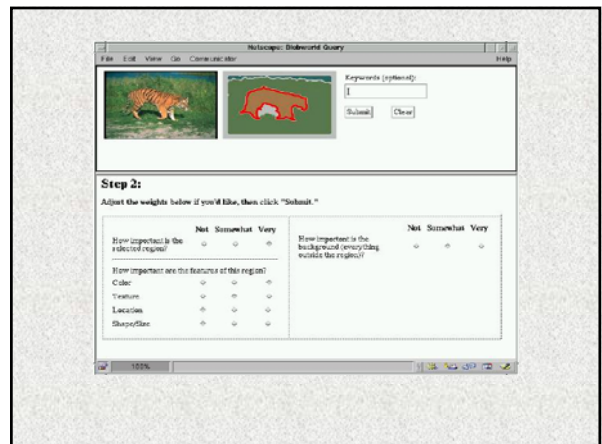 Netscape: Blobworld Query
File Edit View Go Communicator Help
Keywords (optional):
Submit Clear
Step 2:
Adjust the weights below if you'd like, then click "Submit."
Not Somewhat Very
How important is the
selected region?
How important are the features of this region?
Color
Texture
Location
Shape/Size
Not Somewhat Very
How important is the
background (everything
outside the region)?
100%